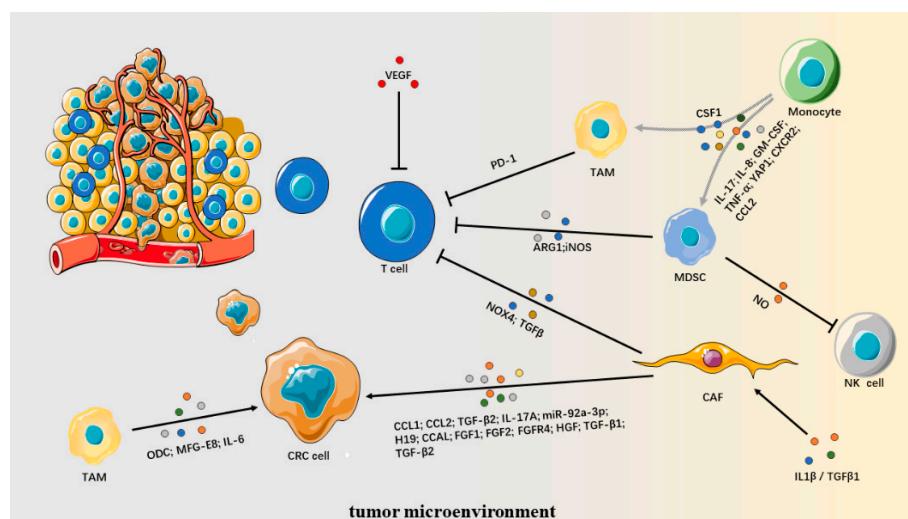 VEGF
CSF1
Monocyte
IL-17; IL-8; GM-CSF;
TNF-α; YAP1; CXCR2;
CCL2
PD-1
TAM
T cell
ARG1;iNOS
MDSC
NO
NK cell
NOX4; TGFβ
CAF
TAM
ODC; MFG-E8; IL-6
CRC cell
CCL1; CCL2; TGF-β2; IL-17A; miR-92a-3p;
H19; CCAL; FGF1; FGF2; FGFR4; HGF; TGF-β1;
TGF-β2
IL1β / TGFβ1
tumor microenvironment